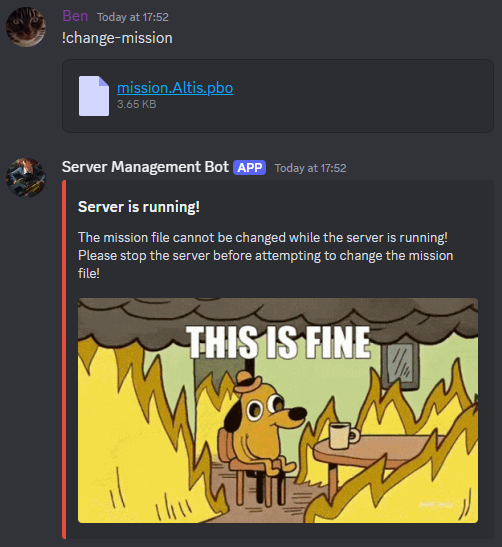 Ben Today at 17:52
!change-mission
mission.Altis.pbo
3.65 KB
Server Management Bot APP Today at 17:52
Server is running!
The mission file cannot be changed while the server is running!
Please stop the server before attempting to change the mission
file!
THIS IS FINE